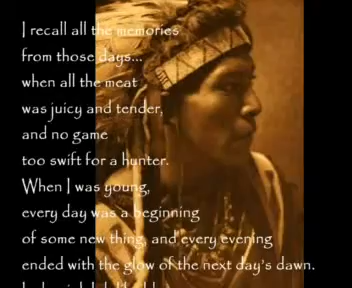 I recall all the memories
from those days...
when all the meat
was juicy and tender,
and no game
too swift for a hunter.
When I was young,
every day was a beginning
of some new thing, and every evening
ended with the glow of the next day's dawn.